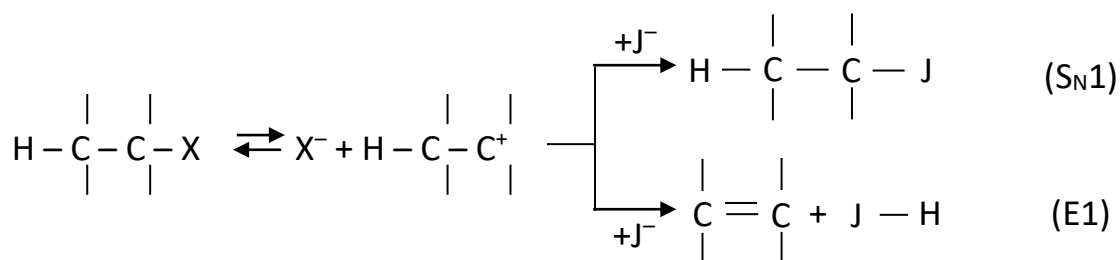 +J⁻ H — C — C — J (Sₙ1)
H – C – C – X ⇌ X⁻ + H – C – C⁺
+J⁻ C = C + J — H (E1)